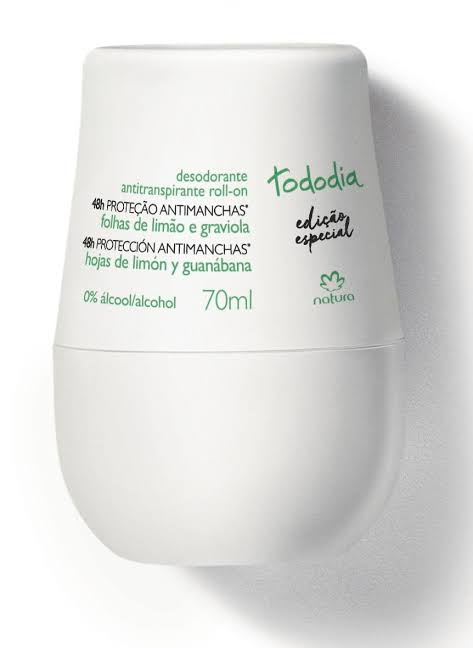 desodorante
antitranspirante roll-on
48h PROTEÇÃO ANTIMANCHAS*
folhas de limão e graviola
48h PROTECCIÓN ANTIMANCHAS*
hojas de limón y guanábana
0% álcool/alcohol 70ml
tododia
edição
especial
natura